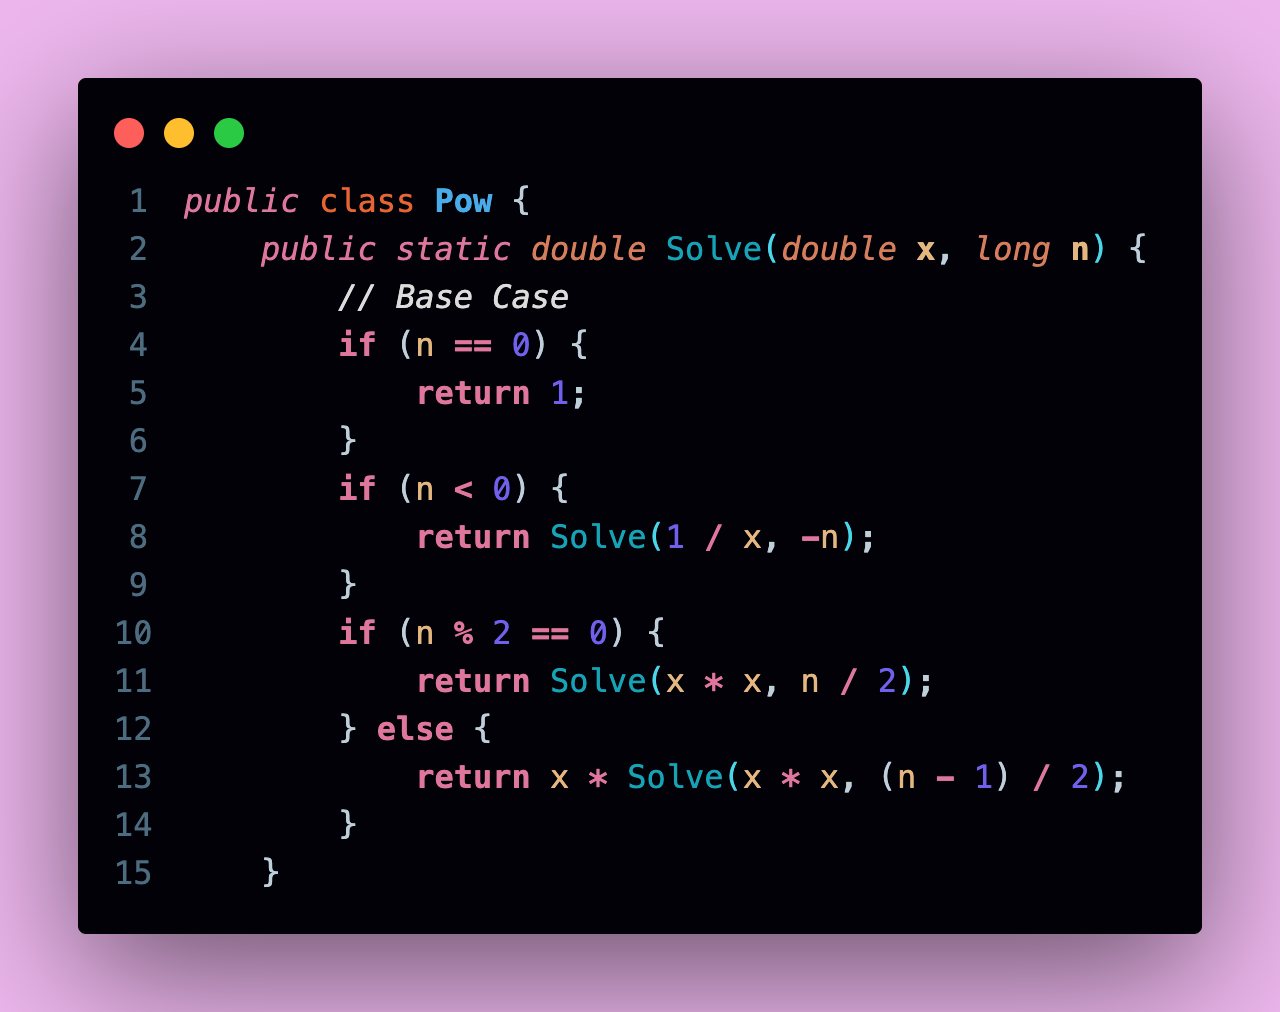 1 public class Pow {
2     public static double Solve(double x, long n) {
3         // Base Case
4         if (n == 0) {
5             return 1;
6         }
7         if (n < 0) {
8             return Solve(1 / x, -n);
9         }
10         if (n % 2 == 0) {
11             return Solve(x * x, n / 2);
12         } else {
13             return x * Solve(x * x, (n - 1) / 2);
14         }
15     }